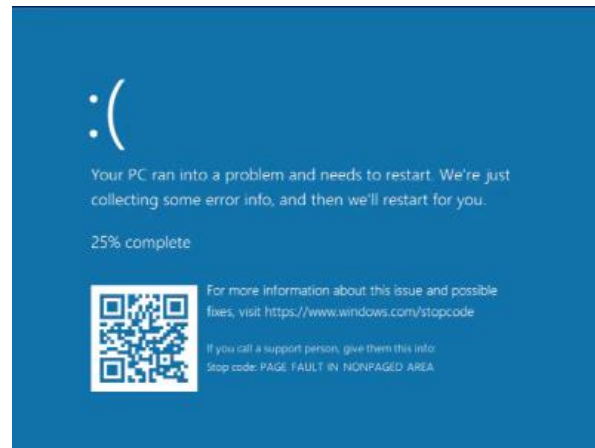 :(
Your PC ran into a problem and needs to restart. We're just
collecting some error info, and then we'll restart for you.
25% complete
For more information about this issue and possible
fixes, visit https://www.windows.com/stopcode
If you call a support person, give them this info:
Stop code: PAGE FAULT IN NONPAGED AREA